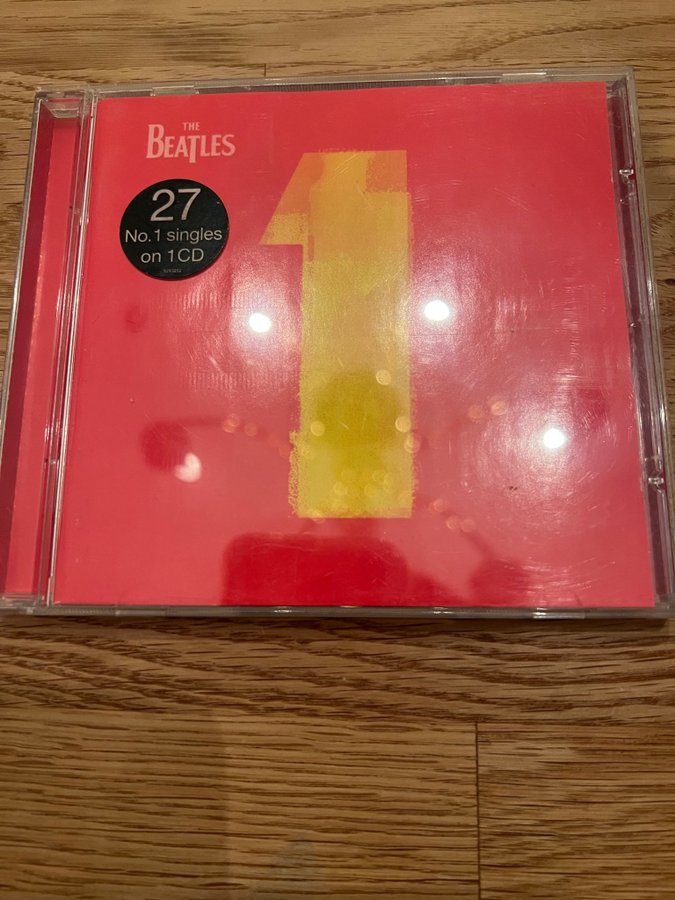 THE
BEATLES
27
No.1 singles
on 1CD
1